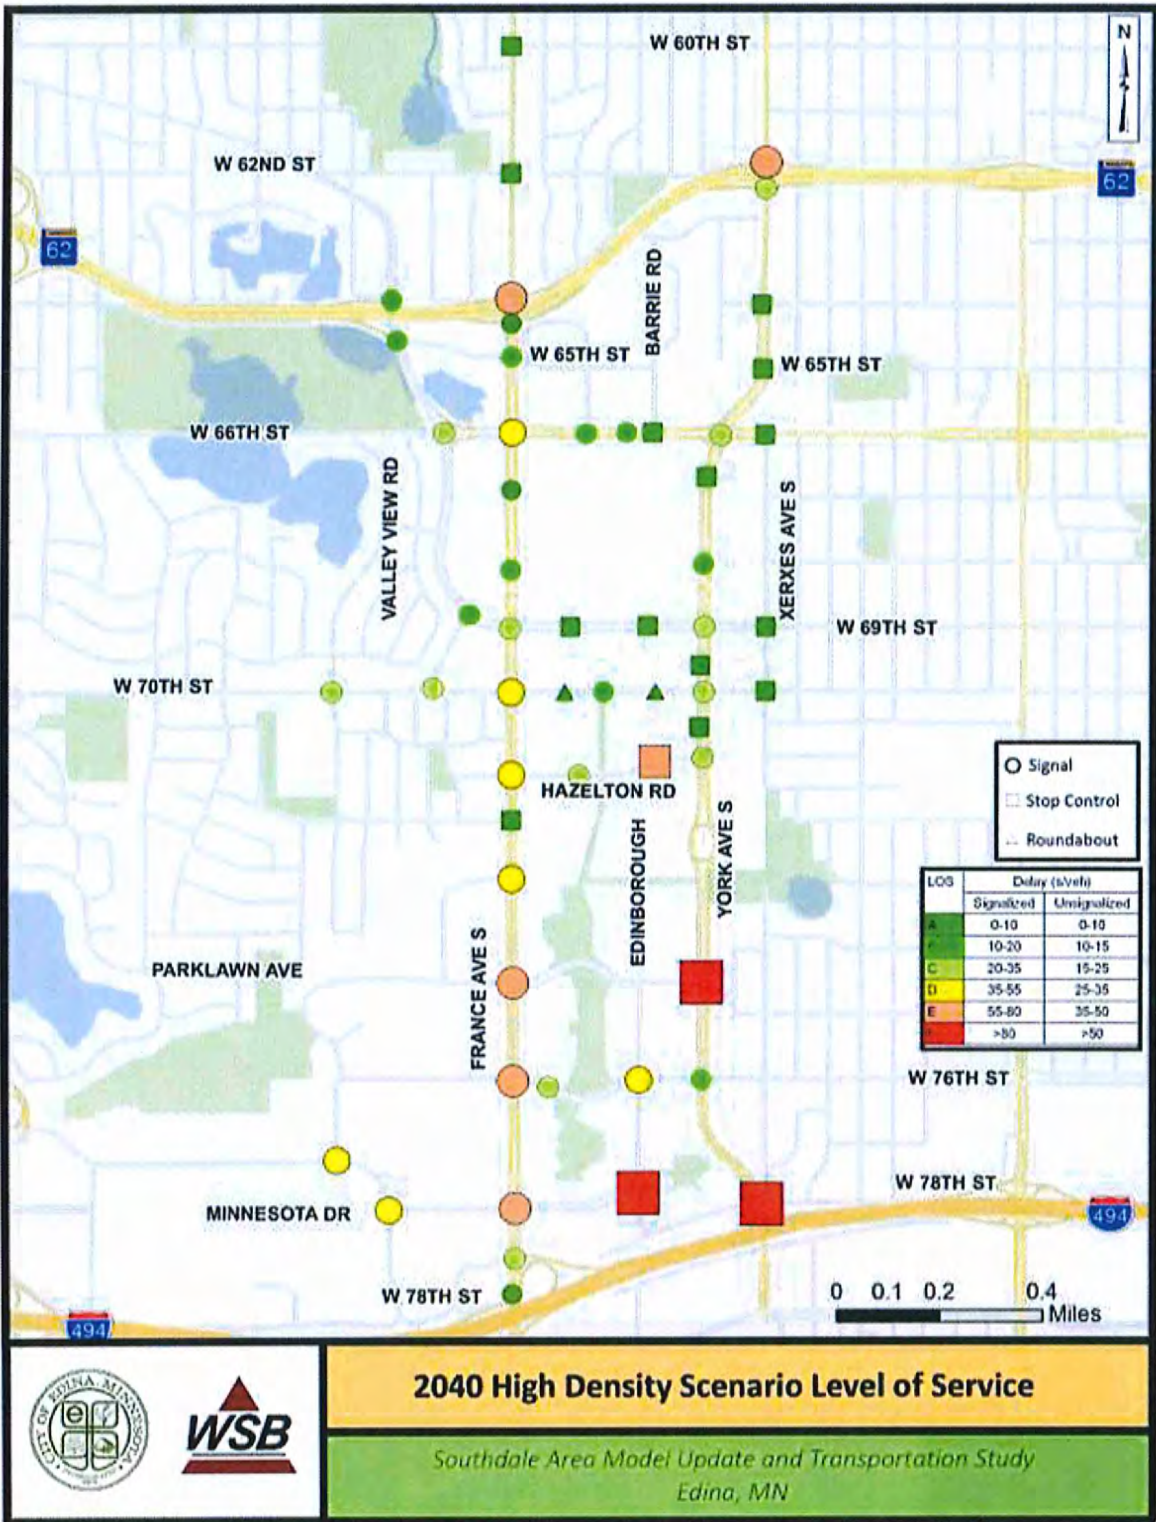 W 60TH ST
N
W 62ND ST
62
62
BARRIE RD
W 65TH ST
W 65TH ST
W 66TH ST
VALLEY VIEW RD
XERXES AVE S
W 69TH ST
W 70TH ST
Signal
HAZELTON RD
Stop Control
Roundabout
YORK AVE S
EDINBOROUGH
LOS Delay (s/veh)
Signalized Unsignalized
A 0-10 0-10
10-20 10-15
C 20-35 15-25
D 35-55 25-35
E 55-80 35-50
>80 >50
FRANCE AVE S
PARKLAWN AVE
W 76TH ST
W 78TH ST
MINNESOTA DR
494
W 78TH ST
0 0.1 0.2 0.4
Miles
494
CITY OF EDINA, MINNESOTA
e
WSB
2040 High Density Scenario Level of Service
Southdale Area Model Update and Transportation Study
Edina, MN